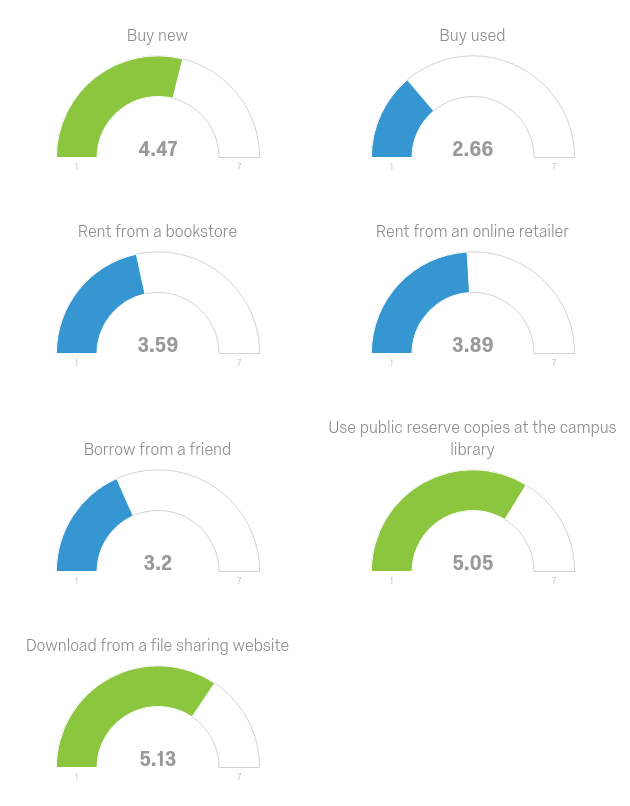 Buy new
4.47
1 7
Buy used
2.66
1 7
Rent from a bookstore
3.59
1 7
Rent from an online retailer
3.89
1 7
Borrow from a friend
3.2
1 7
Use public reserve copies at the campus
library
5.05
1 7
Download from a file sharing website
5.13
1 7